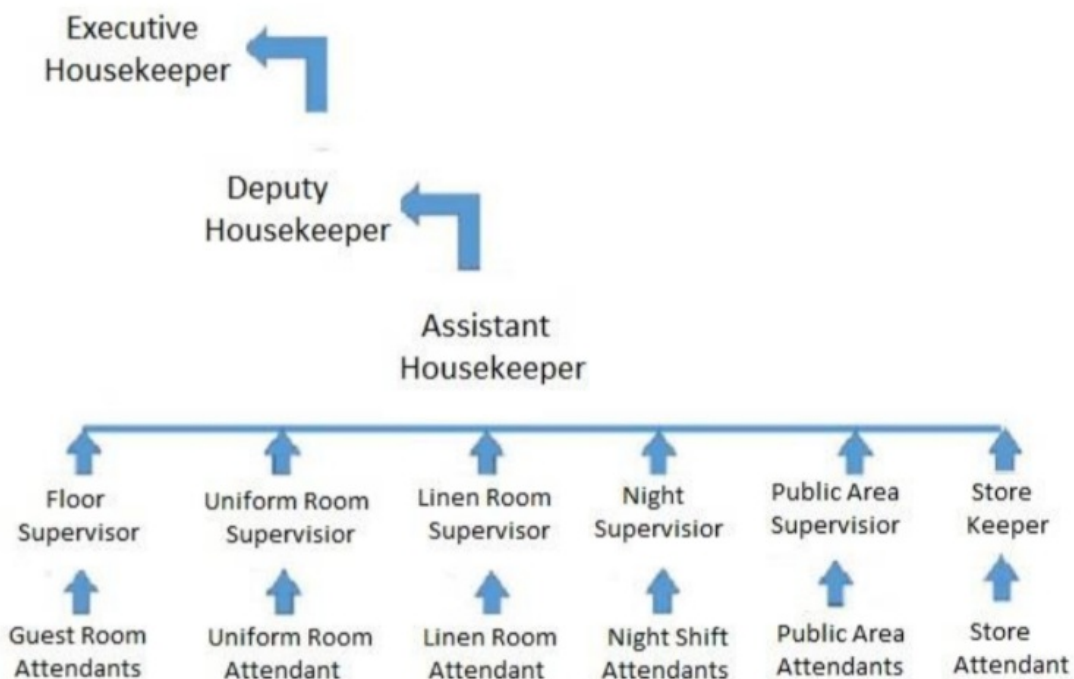 Executive
Housekeeper
Deputy
Housekeeper
Assistant
Housekeeper
Floor
Supervisor
Uniform Room
Supervisior
Linen Room
Supervisor
Night
Supervisior
Public Area
Supervisior
Store
Keeper
Guest Room
Attendants
Uniform Room
Attendant
Linen Room
Attendant
Night Shift
Attendants
Public Area
Attendants
Store
Attendant